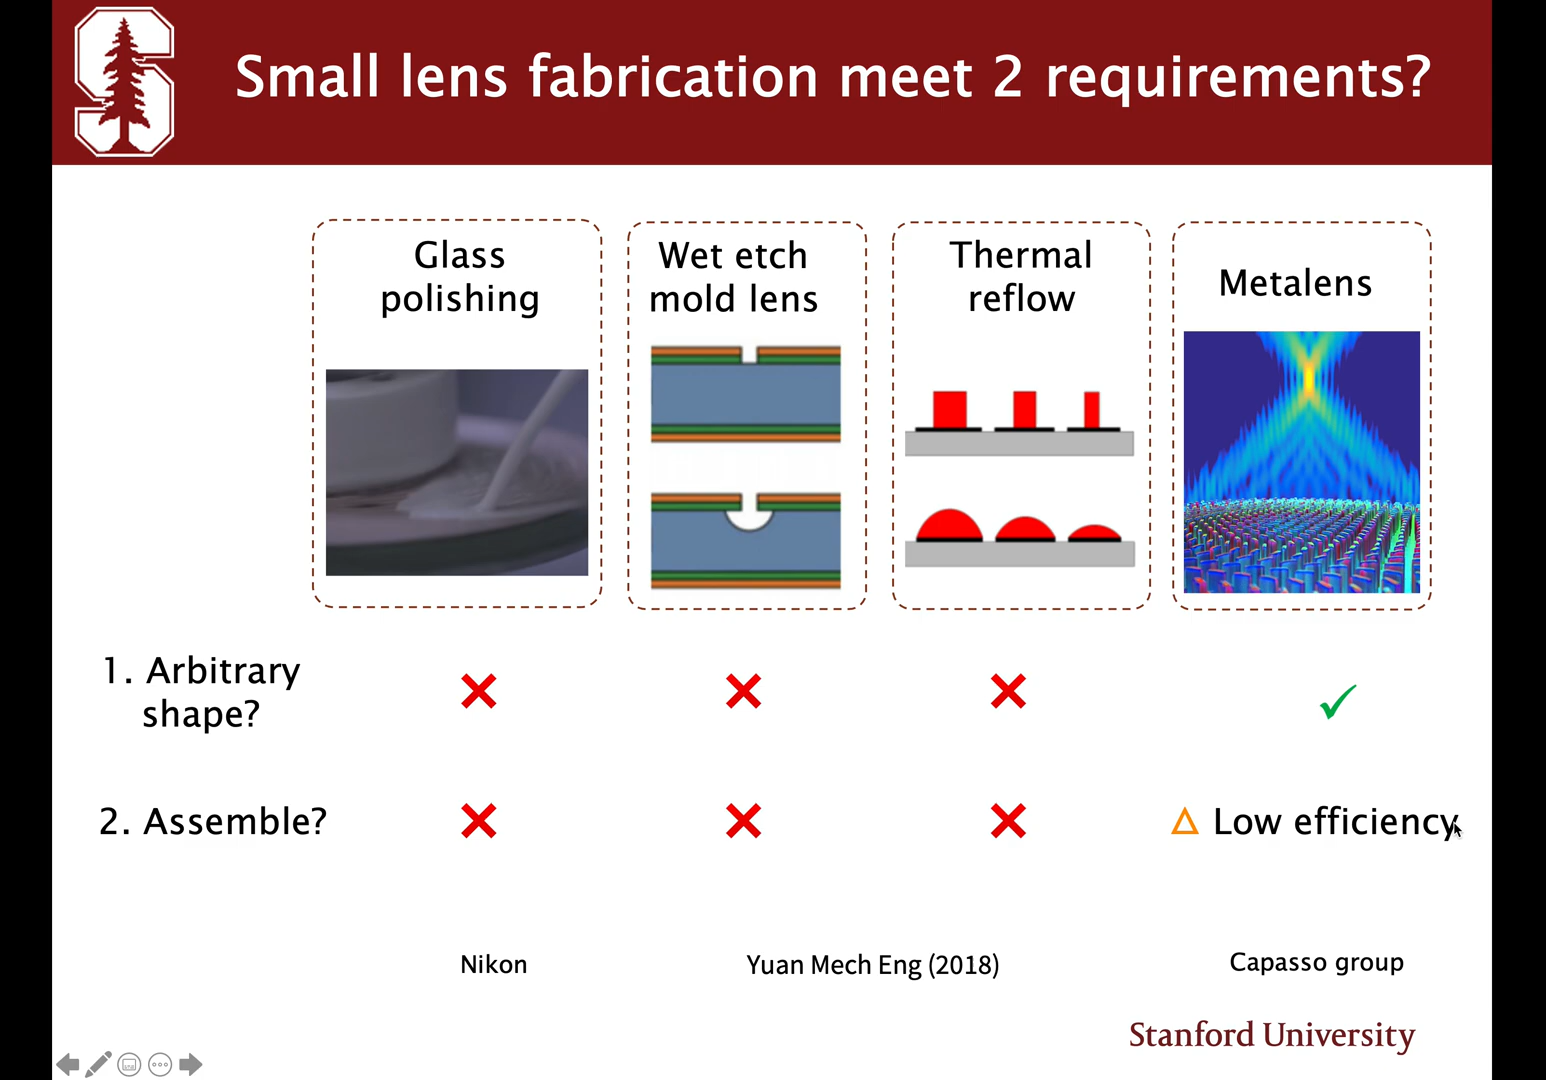 Small lens fabrication meet 2 requirements?
Glass
polishing
Wet etch
mold lens
Thermal
reflow
Metalens
1. Arbitrary
shape?
2. Assemble?
Low efficiency
Nikon
Yuan Mech Eng (2018)
Capasso group
Stanford University